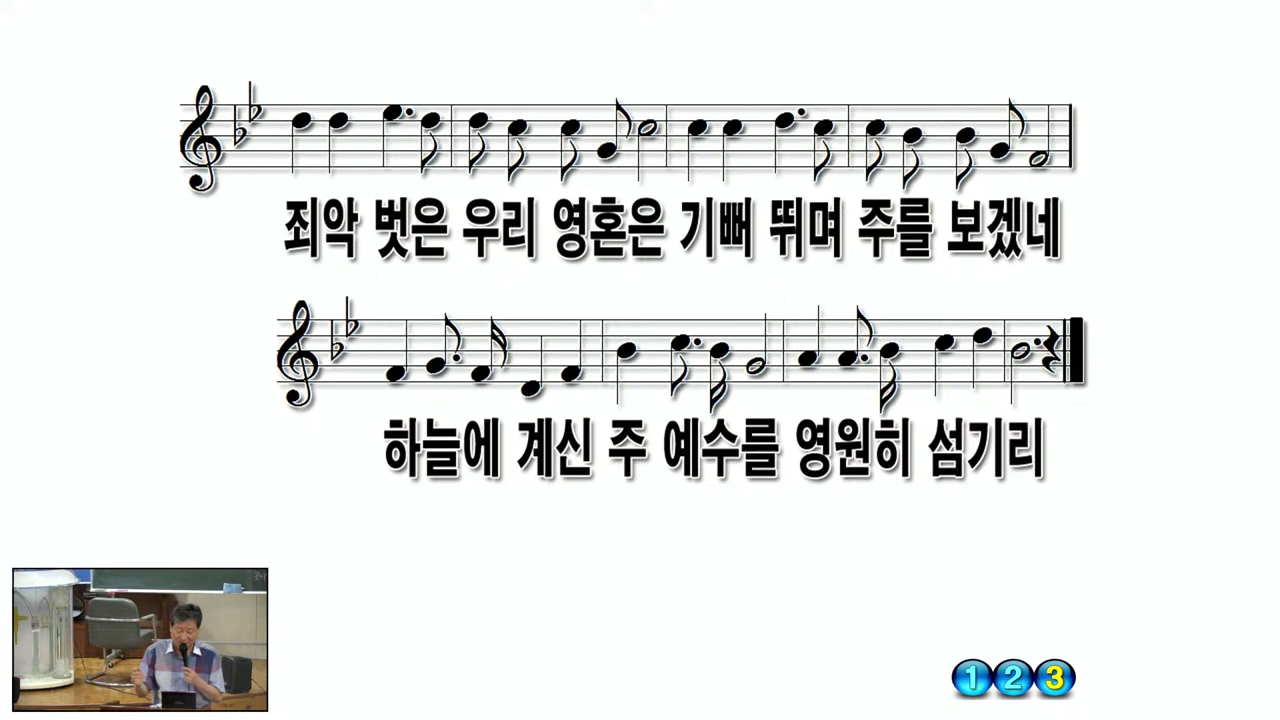 죄악 벗은 우리 영혼은 기뻐 뛰며 주를 보겠네
하늘에 계신 주 예수를 영원히 섬기리
1 2 3